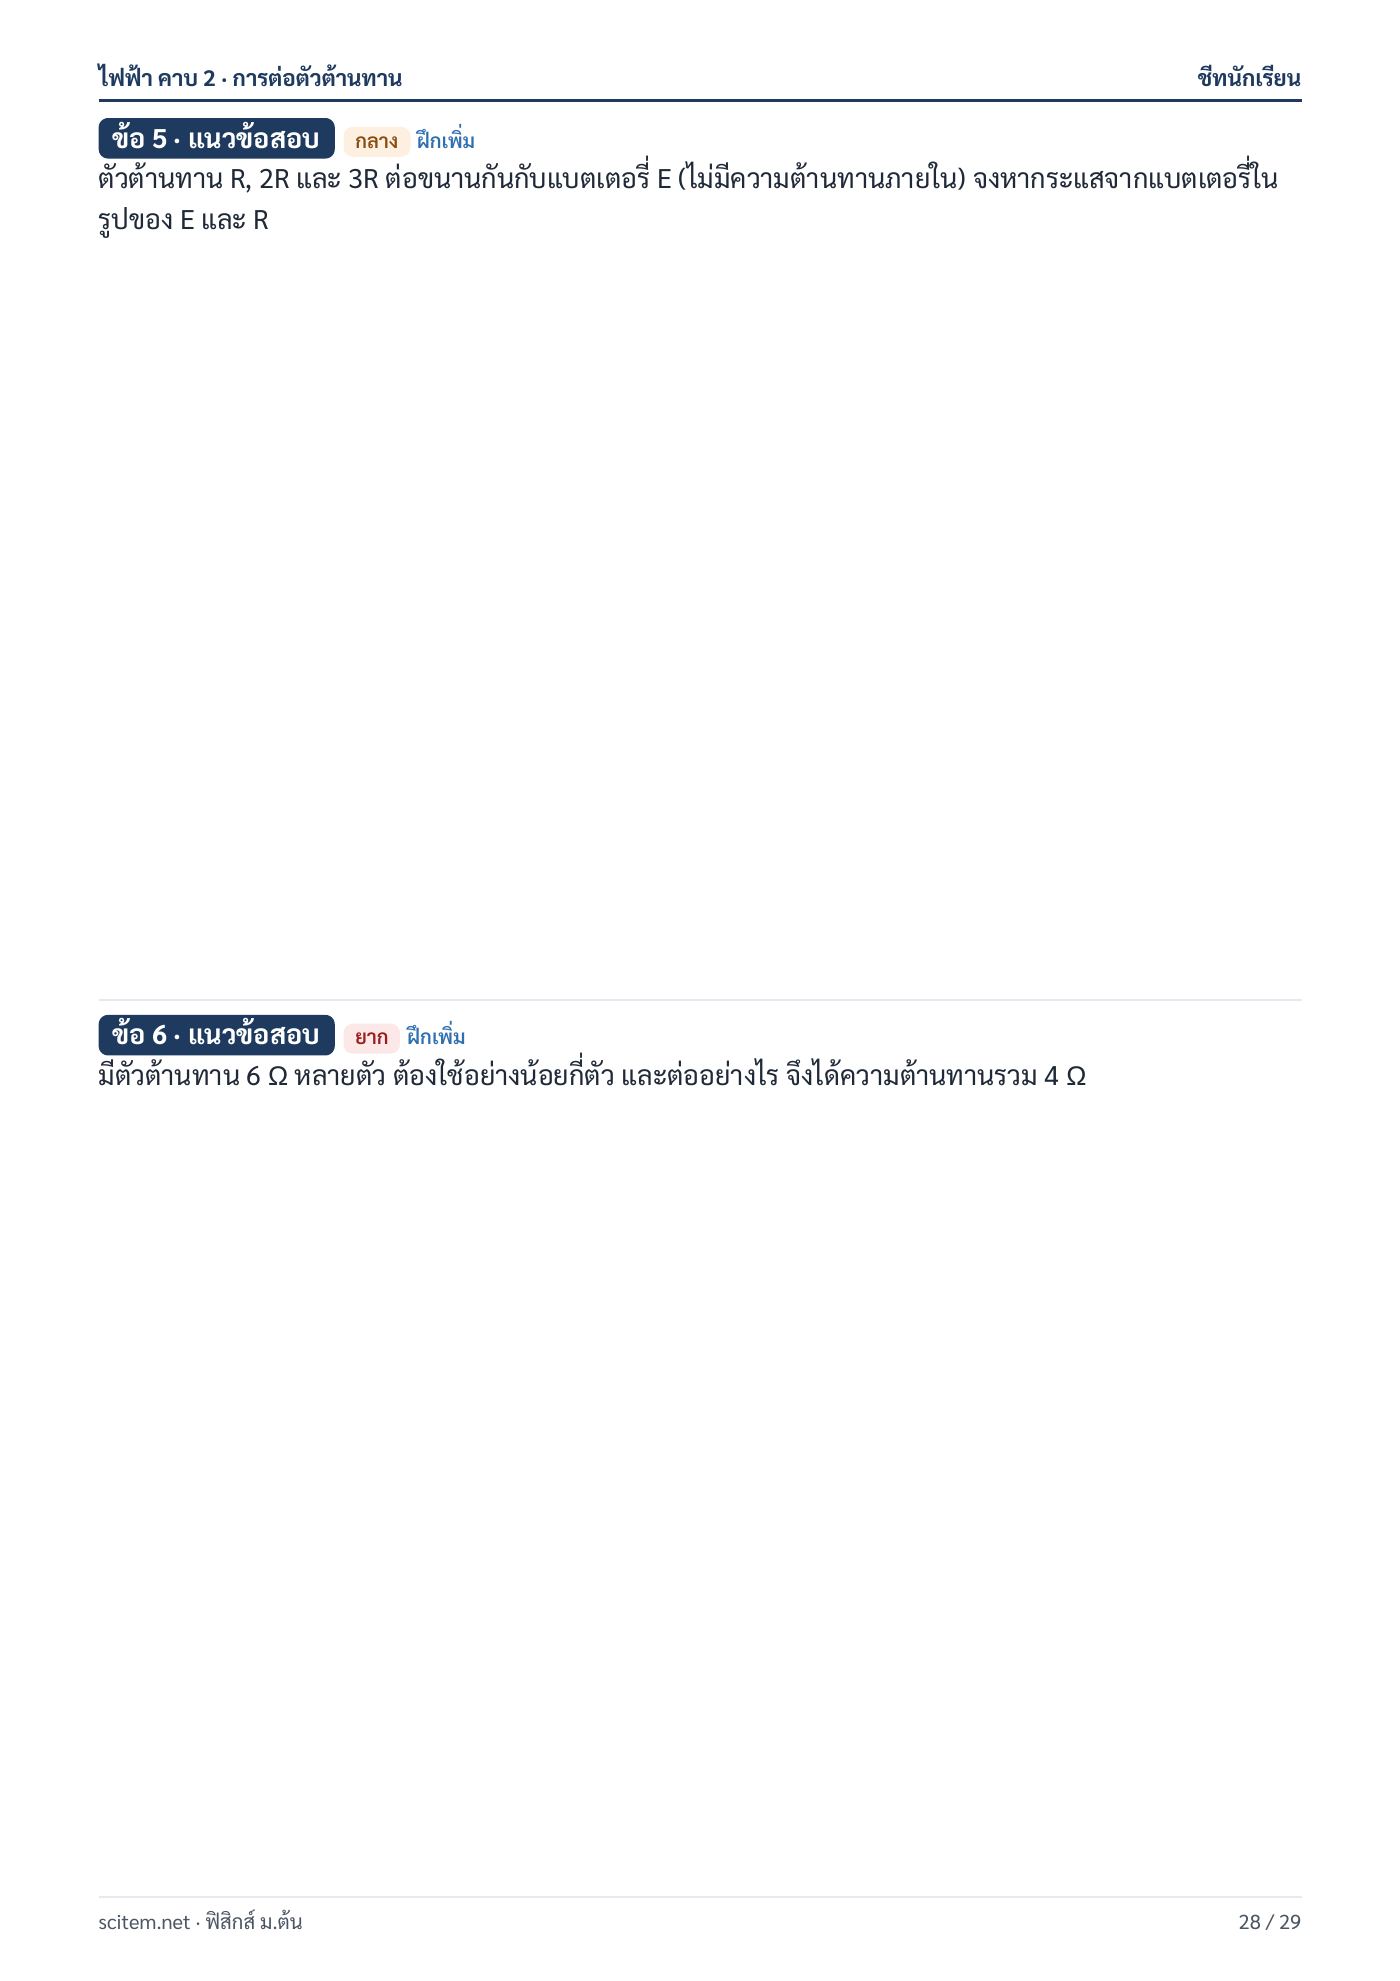 ไฟฟ้า คาบ 2 · การต่อตัวต้านทาน
ชีทนักเรียน
ข้อ 5 · แนวข้อสอบ กลาง ฝึกเพิ่ม
ตัวต้านทาน R, 2R และ 3R ต่อขนานกันกับแบตเตอรี่ E (ไม่มีความต้านทานภายใน) จงหากระแสจากแบตเตอรี่ใน
รูปของ E และ R
ข้อ 6 · แนวข้อสอบ ยาก ฝึกเพิ่ม
มีตัวต้านทาน 6 Ω หลายตัว ต้องใช้อย่างน้อยกี่ตัว และต่ออย่างไร จึงได้ความต้านทานรวม 4 Ω
scitem.net · ฟิสิกส์ ม.ต้น
28 / 29